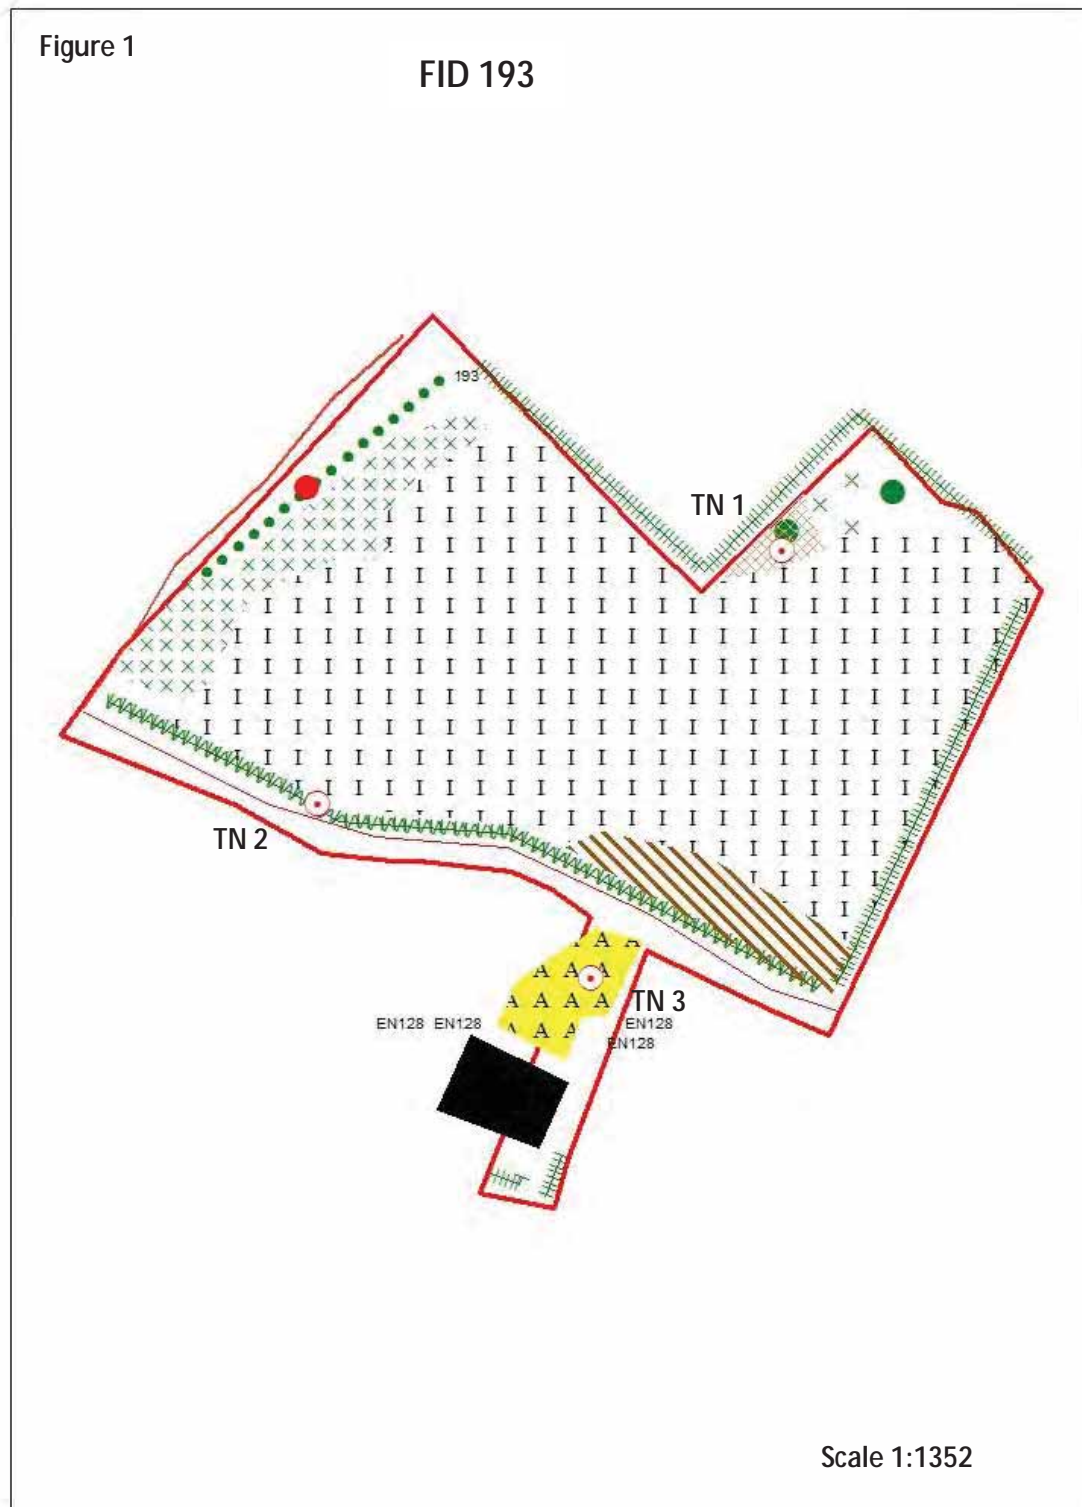 Figure 1
FID 193
193
TN 1
TN 2
TN 3
EN128 EN128 EN128
EN128
Scale 1:1352